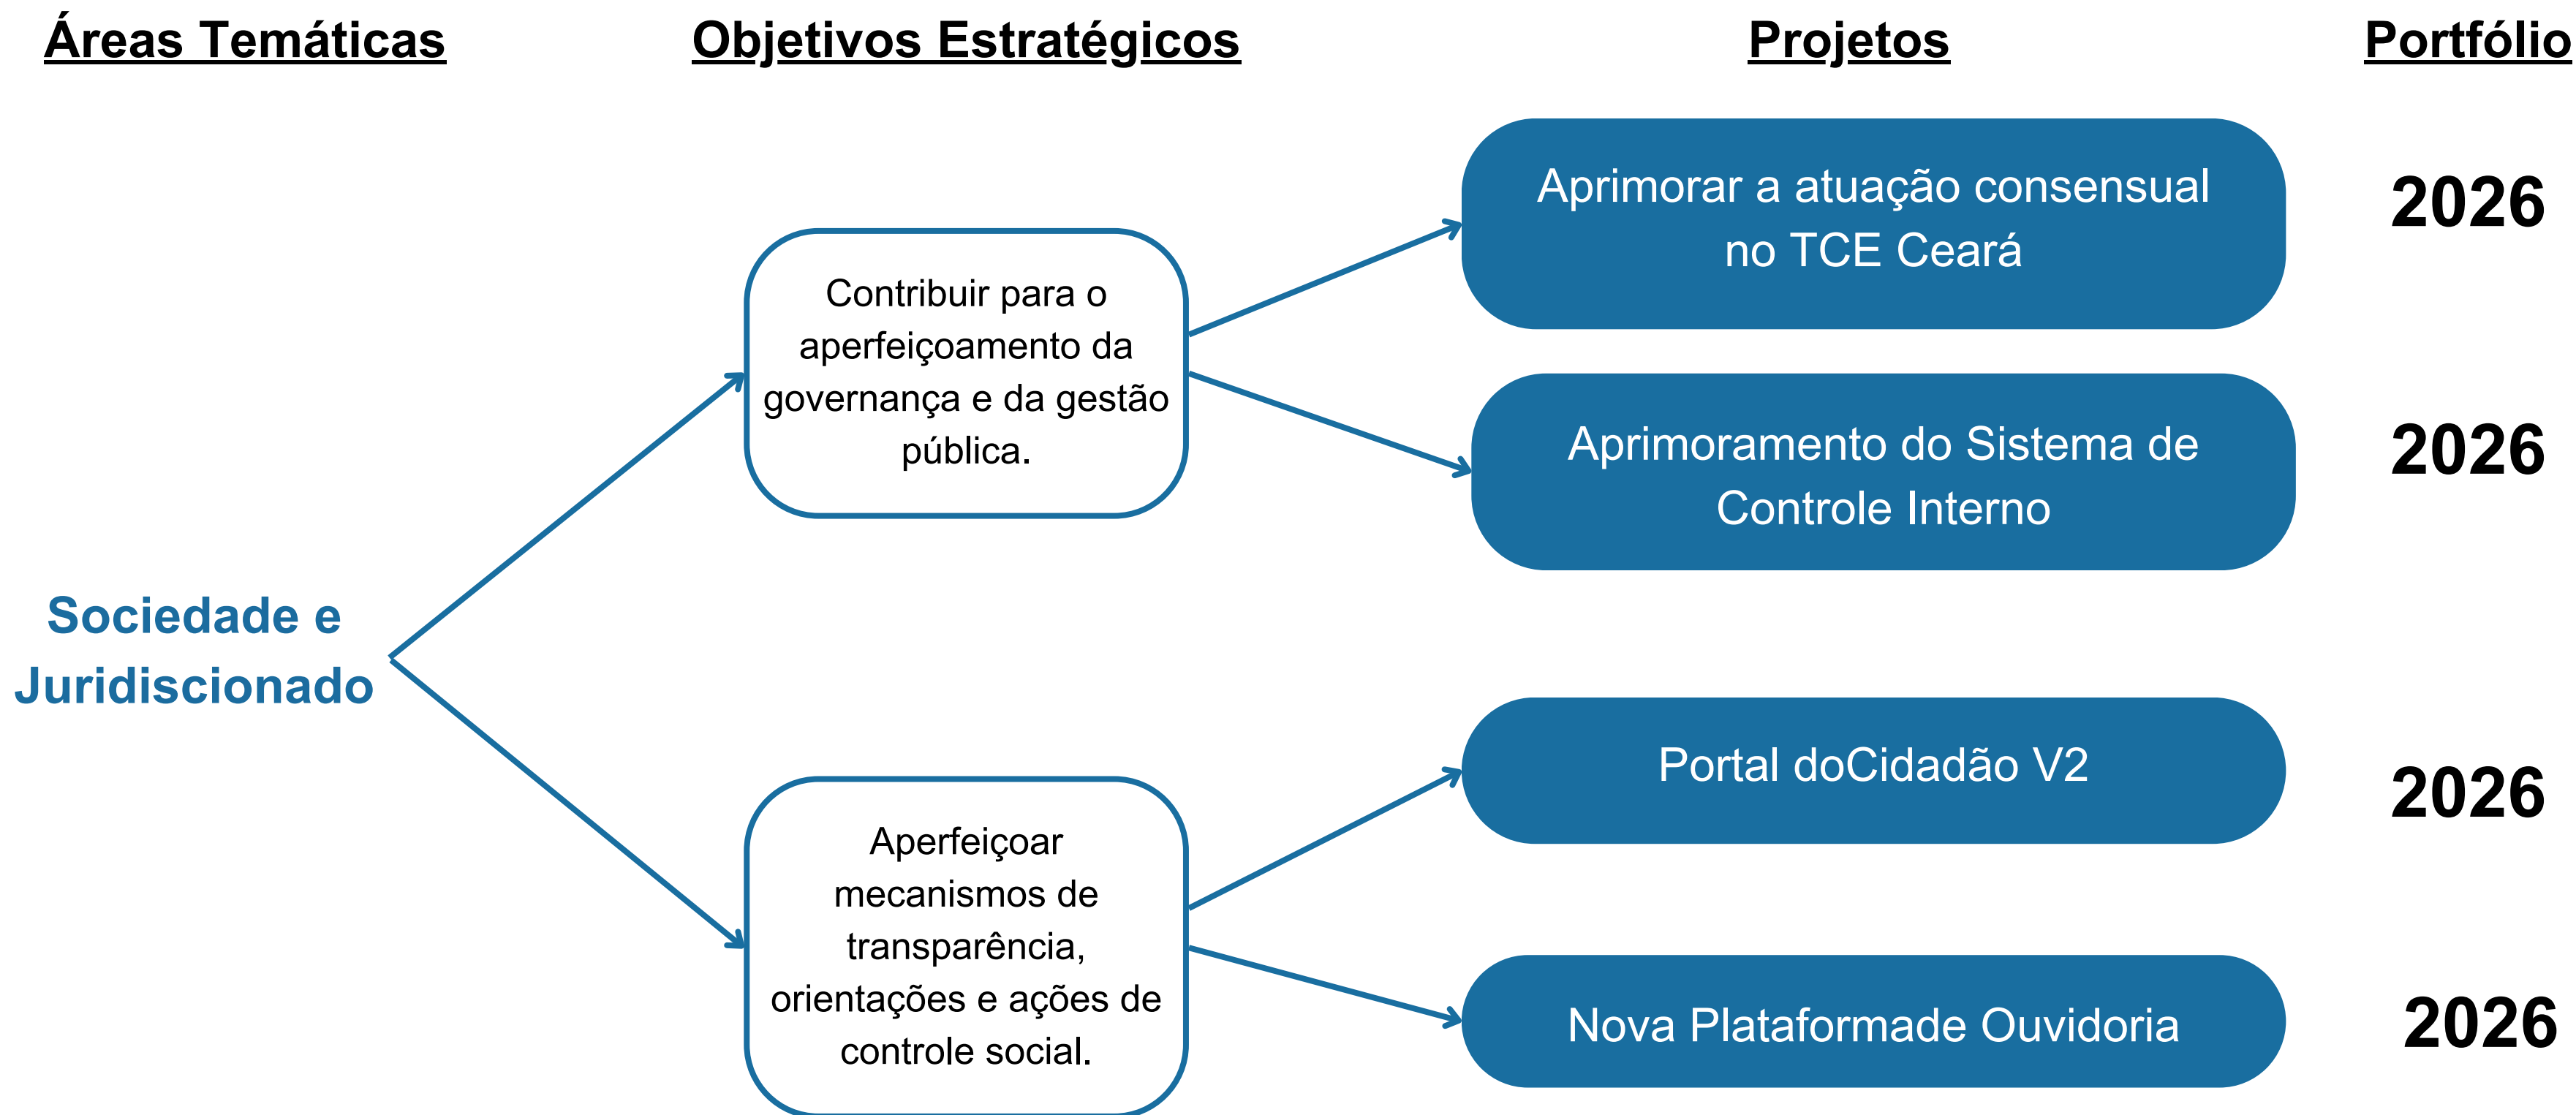 Áreas Temáticas
Objetivos Estratégicos
Projetos
Portfólio
Sociedade e
Juridiscionado
Contribuir para o
aperfeiçoamento da
governança e da gestão
pública.
Aprimorar a atuação consensual
no TCE Ceará
2026
Aprimoramento do Sistema de
Controle Interno
2026
Aperfeiçoar
mecanismos de
transparência,
orientações e ações de
controle social.
Portal doCidadão V2
2026
Nova Plataformade Ouvidoria
2026